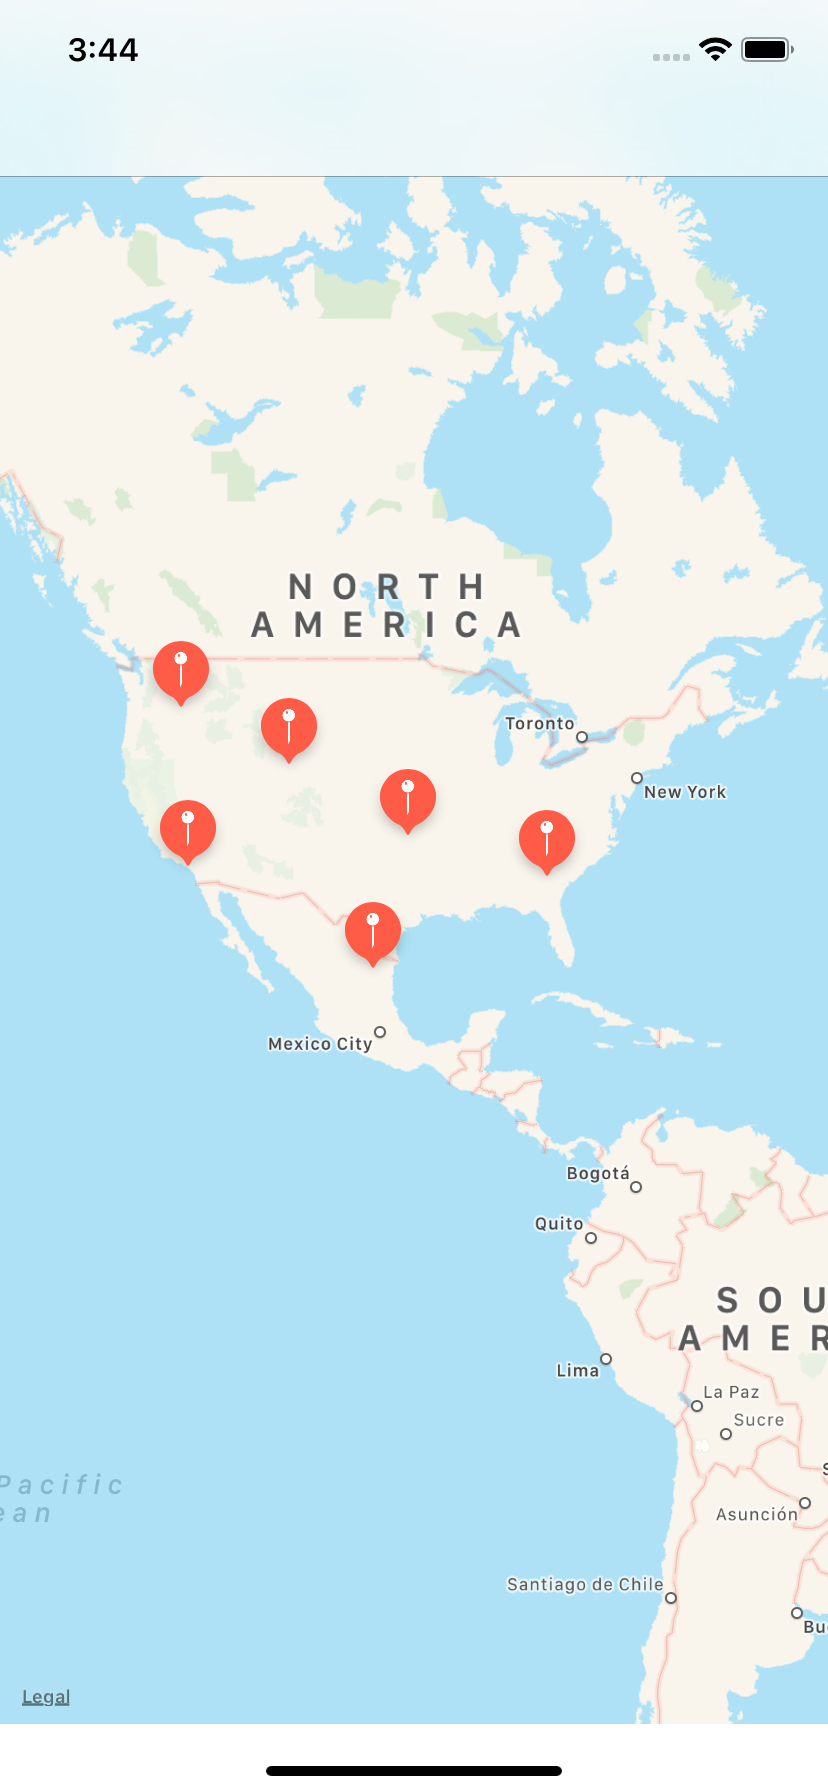 3:44
NORTH
AMERICA
Toronto
New York
Mexico City
Bogotá
Quito
SOU
AMER
Lima
La Paz
Sucre
Pacific
ean
S
Asunción
Santiago de Chile
Bu
Legal